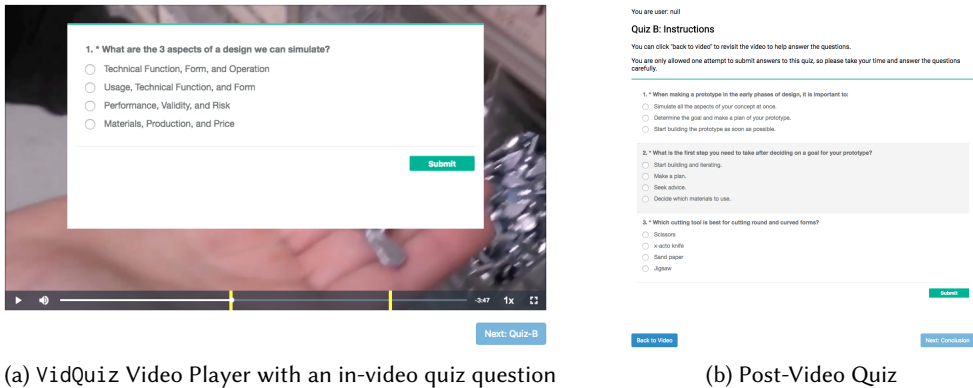 1. * What are the 3 aspects of a design we can simulate?
Technical Function, Form, and Operation
Usage, Technical Function, and Form
Performance, Validity, and Risk
Materials, Production, and Price
Submit
-3:47 1x
Next: Quiz-B
(a) VidQuiz Video Player with an in-video quiz question
You are user: null
Quiz B: Instructions
You can click "back to video" to revisit the video to help answer the questions.
You are only allowed one attempt to submit answers to this quiz, so please take your time and answer the questions
carefully.
1. * When making a prototype in the early phases of design, it is important to:
Simulate all the aspects of your concept at once.
Determine the goal and make a plan of your prototype.
Start building the prototype as soon as possible.
2. * What is the first step you need to take after deciding on a goal for your prototype?
Start building and iterating.
Make a plan.
Seek advice.
Decide which materials to use.
3. * Which cutting tool is best for cutting round and curved forms?
Scissors
x-acto knife
Sand paper
Jigsaw
Submit
Back to Video
Next: Conclusion
(b) Post-Video Quiz